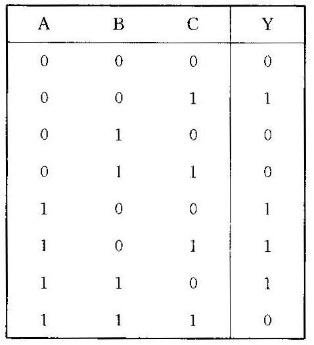 A B C Y
0 0 0 0
0 0 1 1
0 1 0 0
0 1 1 0
1 0 0 1
1 0 1 1
1 1 0 1
1 1 1 0